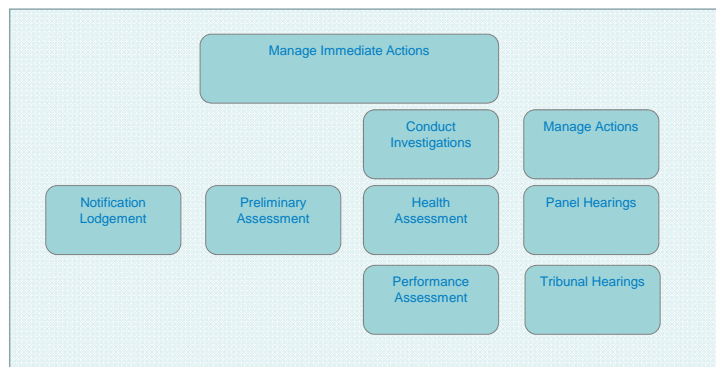 Manage Immediate Actions
Conduct
Investigations
Manage Actions
Notification
Lodgement
Preliminary
Assessment
Health
Assessment
Panel Hearings
Performance
Assessment
Tribunal Hearings